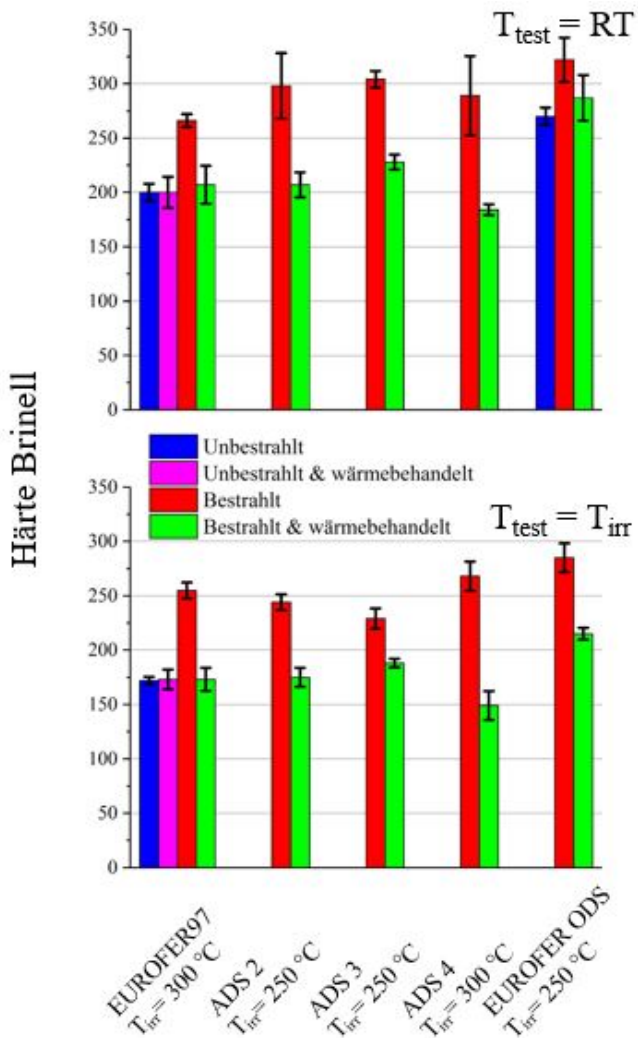 T_test = RT
350
300
250
200
150
100
50
0
Härte Brinell
Unbestrahlt
Unbestrahlt & wärmebehandelt
Bestrahlt
Bestrahlt & wärmebehandelt
T_test = T_irr
350
300
250
200
150
100
50
0
EUROFER97
T_irr = 300 °C
ADS 2
T_irr = 250 °C
ADS 3
T_irr = 250 °C
ADS 4
T_irr = 300 °C
EUROFER ODS
T_irr = 250 °C